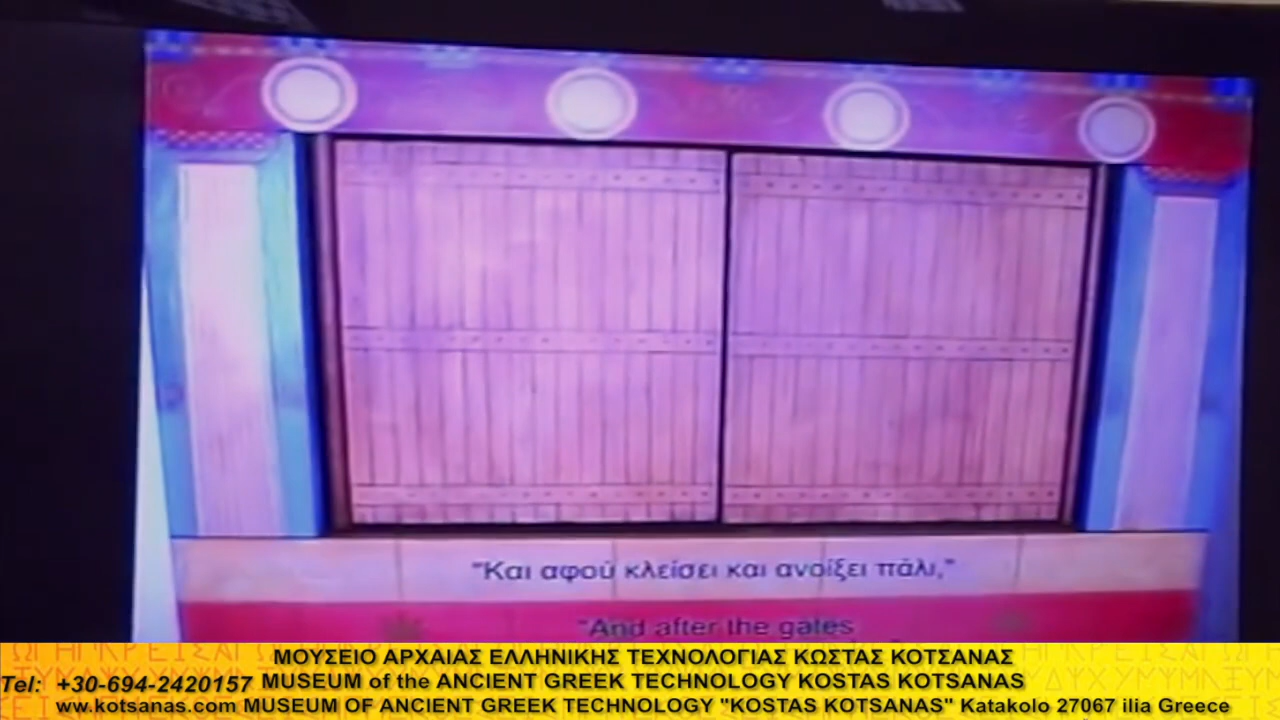 "Και αφού κλείσει και ανοίξει πάλι,"
"And after the gates
ΜΟΥΣΕΙΟ ΑΡΧΑΙΑΣ ΕΛΛΗΝΙΚΗΣ ΤΕΧΝΟΛΟΓΙΑΣ ΚΩΣΤΑΣ ΚΟΤΣΑΝΑΣ
Tel: +30-694-2420157 MUSEUM of the ANCIENT GREEK TECHNOLOGY KOSTAS KOTSANAS
www.kotsanas.com MUSEUM OF ANCIENT GREEK TECHNOLOGY "KOSTAS KOTSANAS" Katakolo 27067 ilia Greece